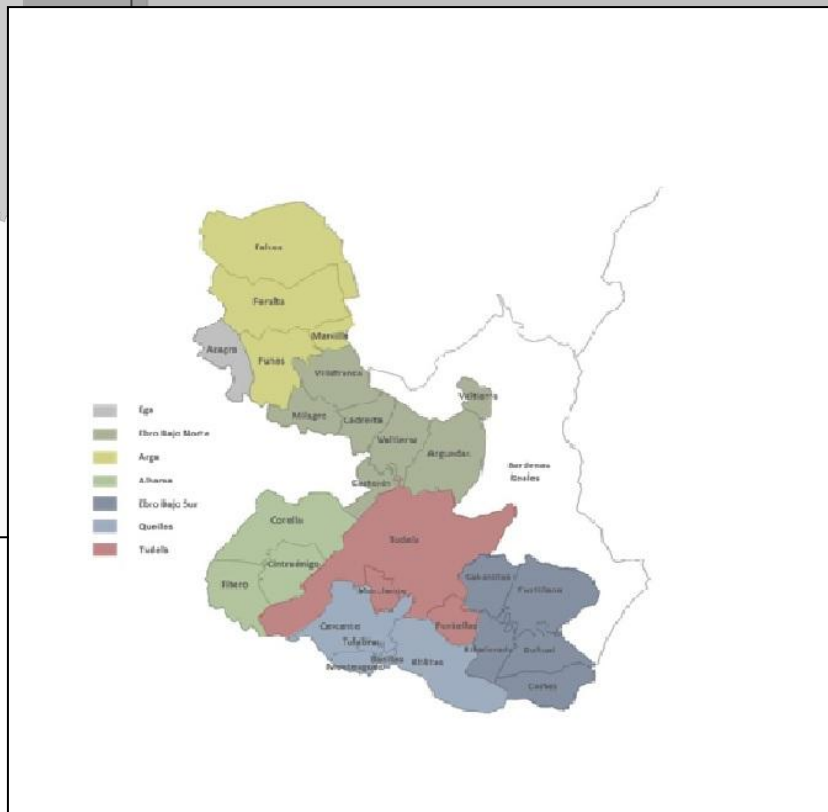 Falces
Peralta
Marcilla
Azagra
Funes
Villafranca
Valtierra
Milagro
Cadreita
Valtierra
Arguedas
Bardenas
Reales
Castejón
Corella
Tudela
Cintruénigo
Fitero
Cabanillas
Fustiñana
Murchante
Fontellas
Cascante
Tulebras
Ribaforada
Buñuel
Barillas
Monteagudo
Ablitas
Cortes
Ega
Ebro Bajo Norte
Arga
Alhama
Ebro Bajo Sur
Queiles
Tudela